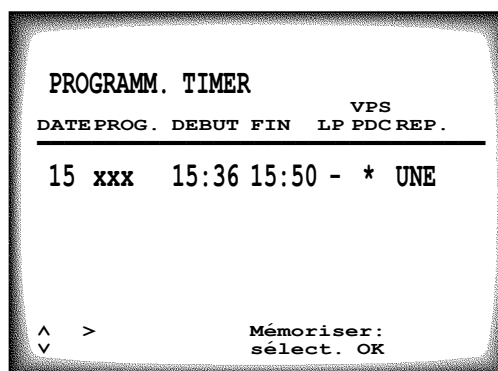 PROGRAMM. TIMER
VPS
DATE PROG. DEBUT FIN LP PDC REP.
15 xxx 15:36 15:50 - * UNE
^ > Mémoriser:
v sélect. OK